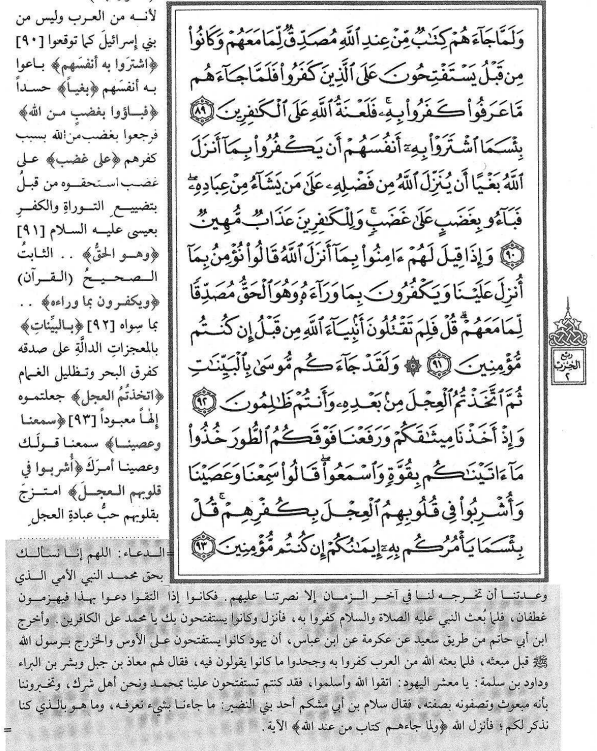 وَلَمَّا جَآءَهُمْ كِتَٰبٌ مِّنْ عِندِ ٱللَّهِ مُصَدِّقٌ لِّمَا مَعَهُمْ وَكَانُوا۟
مِن قَبْلُ يَسْتَفْتِحُونَ عَلَى ٱلَّذِينَ كَفَرُوا۟ فَلَمَّا جَآءَهُم
مَّا عَرَفُوا۟ كَفَرُوا۟ بِهِۦ ۚ فَلَعْنَةُ ٱللَّهِ عَلَى ٱلْكَٰفِرِينَ ٨٩
بِئْسَمَا ٱشْتَرَوْا۟ بِهِۦٓ أَنفُسَهُمْ أَن يَكْفُرُوا۟ بِمَآ أَنزَلَ
ٱللَّهُ بَغْيًا أَن يُنَزِّلَ ٱللَّهُ مِن فَضْلِهِۦ عَلَىٰ مَن يَشَآءُ مِنْ عِبَادِهِۦ ۖ
فَبَآءُو بِغَضَبٍ عَلَىٰ غَضَبٍ ۚ وَلِلْكَٰفِرِينَ عَذَابٌ مُّهِينٌ
٩٠ وَإِذَا قِيلَ لَهُمْ ءَامِنُوا۟ بِمَآ أَنزَلَ ٱللَّهُ قَالُوا۟ نُؤْمِنُ بِمَآ
أُنزِلَ عَلَيْنَا وَيَكْفُرُونَ بِمَا وَرَآءَهُۥ وَهُوَ ٱلْحَقُّ مُصَدِّقًا
لِّمَا مَعَهُمْ ۗ قُلْ فَلِمَ تَقْتُلُونَ أَنۢبِيَآءَ ٱللَّهِ مِن قَبْلُ إِن كُنتُم
مُّؤْمِنِينَ ٩١ ۞ وَلَقَدْ جَآءَكُم مُّوسَىٰ بِٱلْبَيِّنَٰتِ
ثُمَّ ٱتَّخَذْتُمُ ٱلْعِجْلَ مِنۢ بَعْدِهِۦ وَأَنتُمْ ظَٰلِمُونَ ٩٢
وَإِذْ أَخَذْنَا مِيثَٰقَكُمْ وَرَفَعْنَا فَوْقَكُمُ ٱلطُّورَ خُذُوا۟
مَآ ءَاتَيْنَٰكُم بِقُوَّةٍ وَٱسْمَعُوا۟ ۖ قَالُوا۟ سَمِعْنَا وَعَصَيْنَا
وَأُشْرِبُوا۟ فِى قُلُوبِهِمُ ٱلْعِجْلَ بِكُفْرِهِمْ ۚ قُلْ
بِئْسَمَا يَأْمُرُكُم بِهِۦٓ إِيمَٰنُكُمْ إِن كُنتُم مُّؤْمِنِينَ ٩٣
ربع
الحزب
٢
لأنه من العرب وليس من
بني إسرائيل كما توقعوا [٩٠]
﴿اشتروا به أنفسهم﴾ باعوا
به أنفسهم ﴿بغيا﴾ حسداً
﴿فباؤوا بغضبٍ من الله﴾
فرجعوا بغضب من الله بسبب
كفرهم ﴿على غضب﴾ على
غضب استحقوه من قبلُ
بتضييع التوراة والكفر
بعيسى عليه السلام [٩١]
﴿وهو الحقُّ﴾ .. الثابتُ
الصحيحُ (القرآن)
﴿ويكفرون بما وراءه﴾ ..
بما سواه [٩٢] ﴿بالبيِّناتِ﴾
بالمعجزات الدالَّةِ على صدقه
كفرق البحر وتظليل الغمام
﴿اتخذتُمُ العجل﴾ جعلتموه
إلهاً معبوداً [٩٣] ﴿سمعنا
وعصينا﴾ سمعنا قولَك
وعصينا أمرَك ﴿أُشربوا في
قلوبهم العجلَ﴾ امتزج
بقلوبهم حبُّ عبادةِ العجل
=الدعاء: اللهم إنا نسألك
بحق محمد النبي الأمي الذي
وعدتنا أن تخرجه لنا في آخر الزمان إلا نصرتنا عليهم. فكانوا إذا التقوا دعوا بهذا فيهزمون
غطفان، فلمّا بُعث النبي عليه الصلاة والسلام كفروا به، فأنزل وكانوا يستفتحون بك يا محمد على الكافرين. وأخرج
ابن أبي حاتم من طريق سعيد عن عكرمة عن ابن عباس، أن يهود كانوا يستفتحون على الأوس والخزرج برسول الله
ﷺ قبل مبعثه، فلما بعثه الله من العرب كفروا به وجحدوا ما كانوا يقولون فيه، فقال لهم معاذ بن جبل وبشر بن البراء
وداود بن سلمة: يا معشر اليهود: اتقوا الله وأسلموا، فقد كنتم تستفتحون علينا بمحمد ونحن أهل شرك، وتخبروننا
بأنه مبعوث وتصفونه بصفته، فقال سلام بن أبي مشكم أحد بني النضير: ما جاءنا بشيء نعرفه، وما هو بالذي كنا
نذكر لكم؛ فأنزل الله ﴿ولما جاءهم كتاب من عند الله﴾ الآية.
=